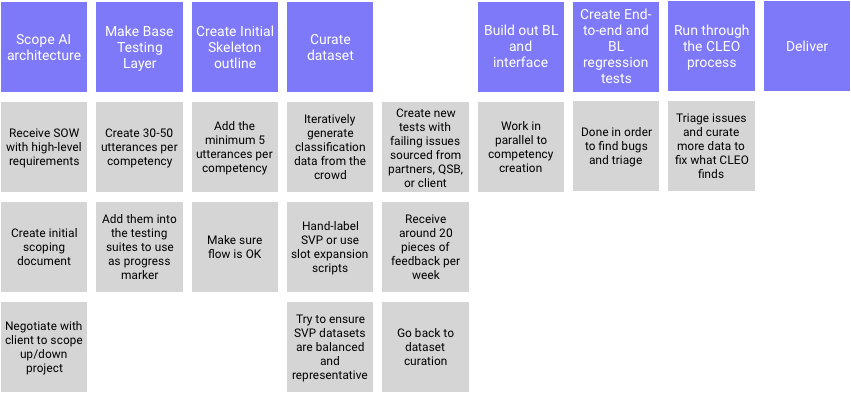 Scope AI
architecture
Make Base
Testing
Layer
Create Initial
Skeleton
outline
Curate
dataset
Build out BL
and
interface
Create End-
to-end and
BL
regression
tests
Run through
the CLEO
process
Deliver
Receive SOW
with high-level
requirements
Create 30-50
utterances per
competency
Add the
minimum 5
utterances per
competency
Iteratively
generate
classification
data from the
crowd
Create new
tests with
failing issues
sourced from
partners, QSB,
or client
Work in
parallel to
competency
creation
Done in order
to find bugs
and triage
Triage issues
and curate
more data to
fix what CLEO
finds
Create initial
scoping
document
Add them into
the testing
suites to use
as progress
marker
Make sure
flow is OK
Hand-label
SVP or use
slot expansion
scripts
Receive
around 20
pieces of
feedback per
week
Negotiate with
client to scope
up/down
project
Try to ensure
SVP datasets
are balanced
and
representative
Go back to
dataset
curation